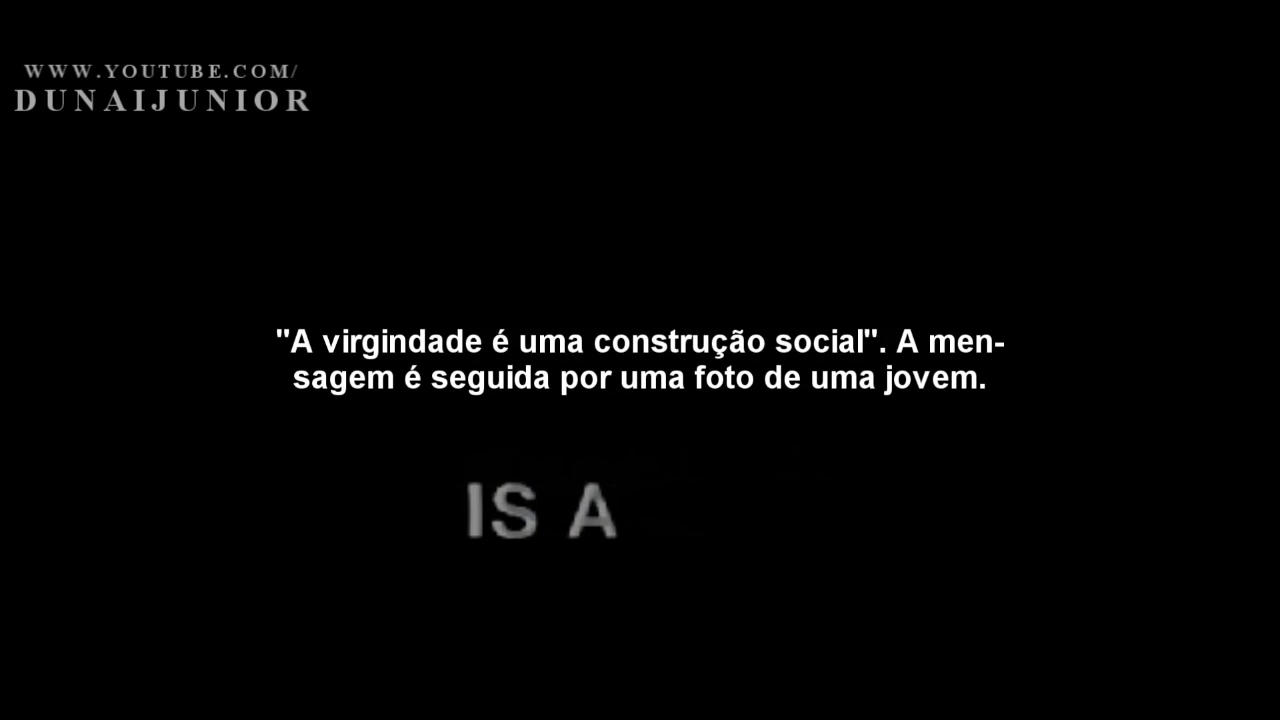 WWW.YOUTUBE.COM/
DUNAIJUNIOR
"A virgindade é uma construção social". A men-
sagem é seguida por uma foto de uma jovem.
IS A